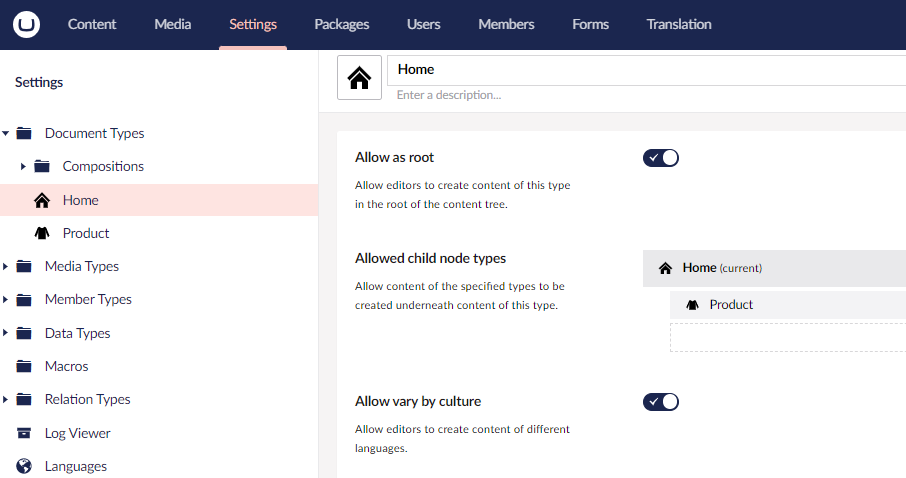 Content Media Settings Packages Users Members Forms Translation
Settings
Document Types
Compositions
Home
Product
Media Types
Member Types
Data Types
Macros
Relation Types
Log Viewer
Languages
Home
Enter a description...
Allow as root
Allow editors to create content of this type
in the root of the content tree.
Allowed child node types
Allow content of the specified types to be
created underneath content of this type.
Home (current)
Product
Allow vary by culture
Allow editors to create content of different
languages.